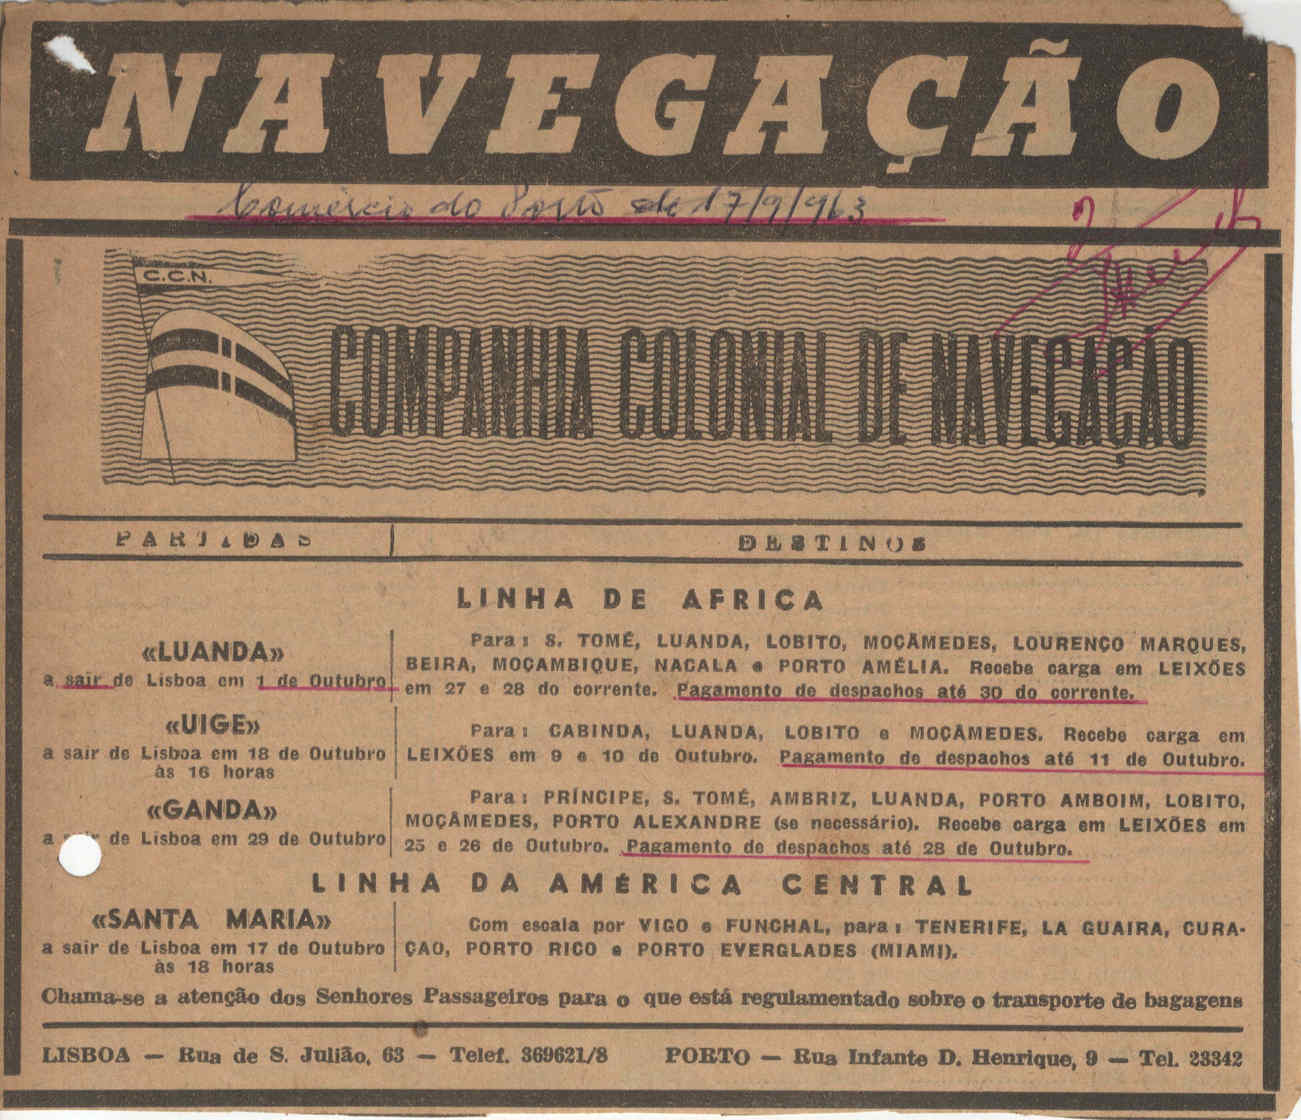 NAVEGAÇÃO
Comércio do Porto de 17/9/963
C.C.N.
COMPANHIA COLONIAL DE NAVEGAÇÃO
PARTIDAS DESTINOS
LINHA DE AFRICA
«LUANDA»
a sair de Lisboa em 1 de Outubro
Para: S. TOMÉ, LUANDA, LOBITO, MOÇÂMEDES, LOURENÇO MARQUES,
BEIRA, MOÇAMBIQUE, NACALA e PORTO AMÉLIA. Recebe carga em LEIXÕES
em 27 e 28 do corrente. Pagamento de despachos até 30 do corrente.
«UIGE»
a sair de Lisboa em 18 de Outubro
às 16 horas
Para: CABINDA, LUANDA, LOBITO e MOÇÂMEDES. Recebe carga em
LEIXÕES em 9 e 10 de Outubro. Pagamento de despachos até 11 de Outubro.
«GANDA»
a sair de Lisboa em 29 de Outubro
Para: PRÍNCIPE, S. TOMÉ, AMBRIZ, LUANDA, PORTO AMBOIM, LOBITO,
MOÇÂMEDES, PORTO ALEXANDRE (se necessário). Recebe carga em LEIXÕES em
25 e 26 de Outubro. Pagamento de despachos até 28 de Outubro.
LINHA DA AMÉRICA CENTRAL
«SANTA MARIA»
a sair de Lisboa em 17 de Outubro
às 18 horas
Com escala por VIGO e FUNCHAL, para: TENERIFE, LA GUAIRA, CURA-
ÇAO, PORTO RICO e PORTO EVERGLADES (MIAMI).
Chama-se a atenção dos Senhores Passageiros para o que está regulamentado sobre o transporte de bagagens
LISBOA — Rua de S. Julião, 63 — Telef. 369621/8 PORTO — Rua Infante D. Henrique, 9 — Tel. 23342